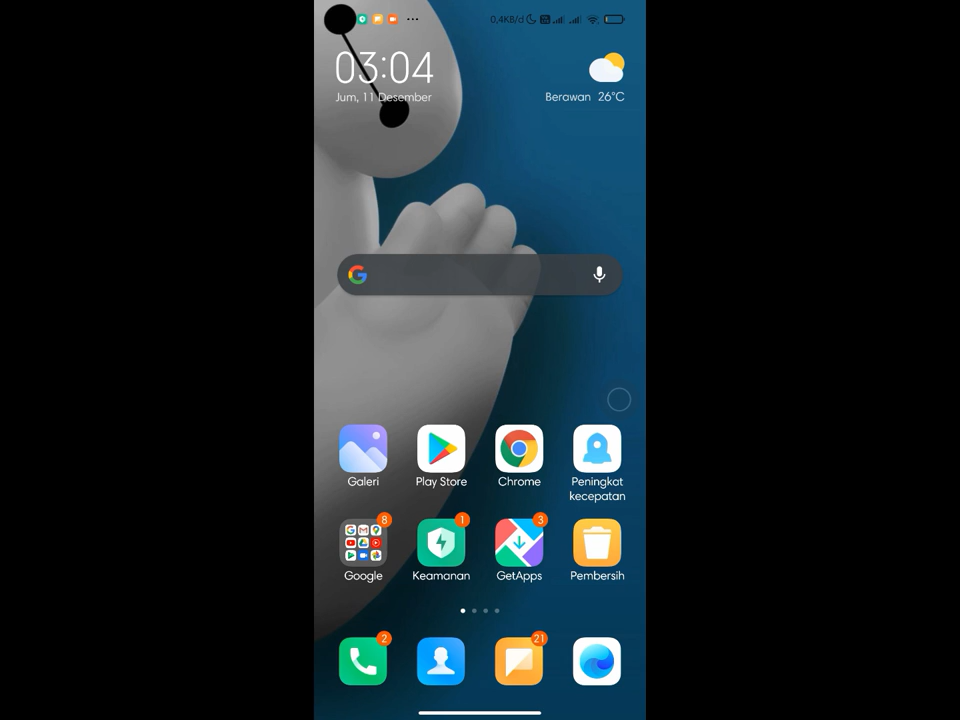 0,4KB/d
03:04
Jum, 11 Desember
Berawan 26°C
Galeri
Play Store
Chrome
Peningkat
kecepatan
8
1
3
Google
Keamanan
GetApps
Pembersih
2
21